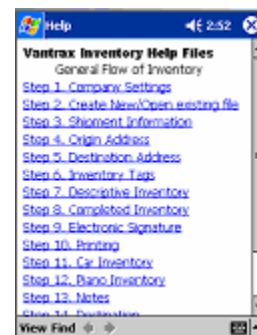 Help 2:52
Vantrax Inventory Help Files
General Flow of Inventory
Step 1. Company Settings
Step 2. Create New/Open existing file
Step 3. Shipment Information
Step 4. Origin Address
Step 5. Destination Address
Step 6. Inventory Tags
Step 7. Descriptive Inventory
Step 8. Completed Inventory
Step 9. Electronic Signature
Step 10. Printing
Step 11. Car Inventory
Step 12. Piano Inventory
Step 13. Notes
Step 14. Destination
View Find